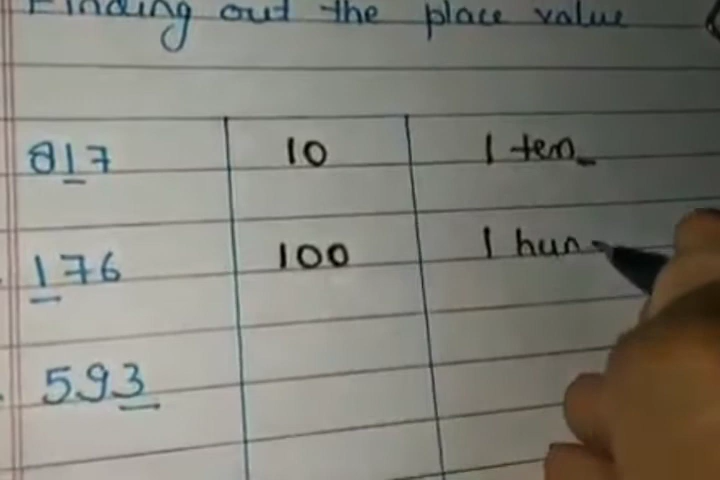 Finding out the place value
817 10 1 ten
176 100 1 hun
593